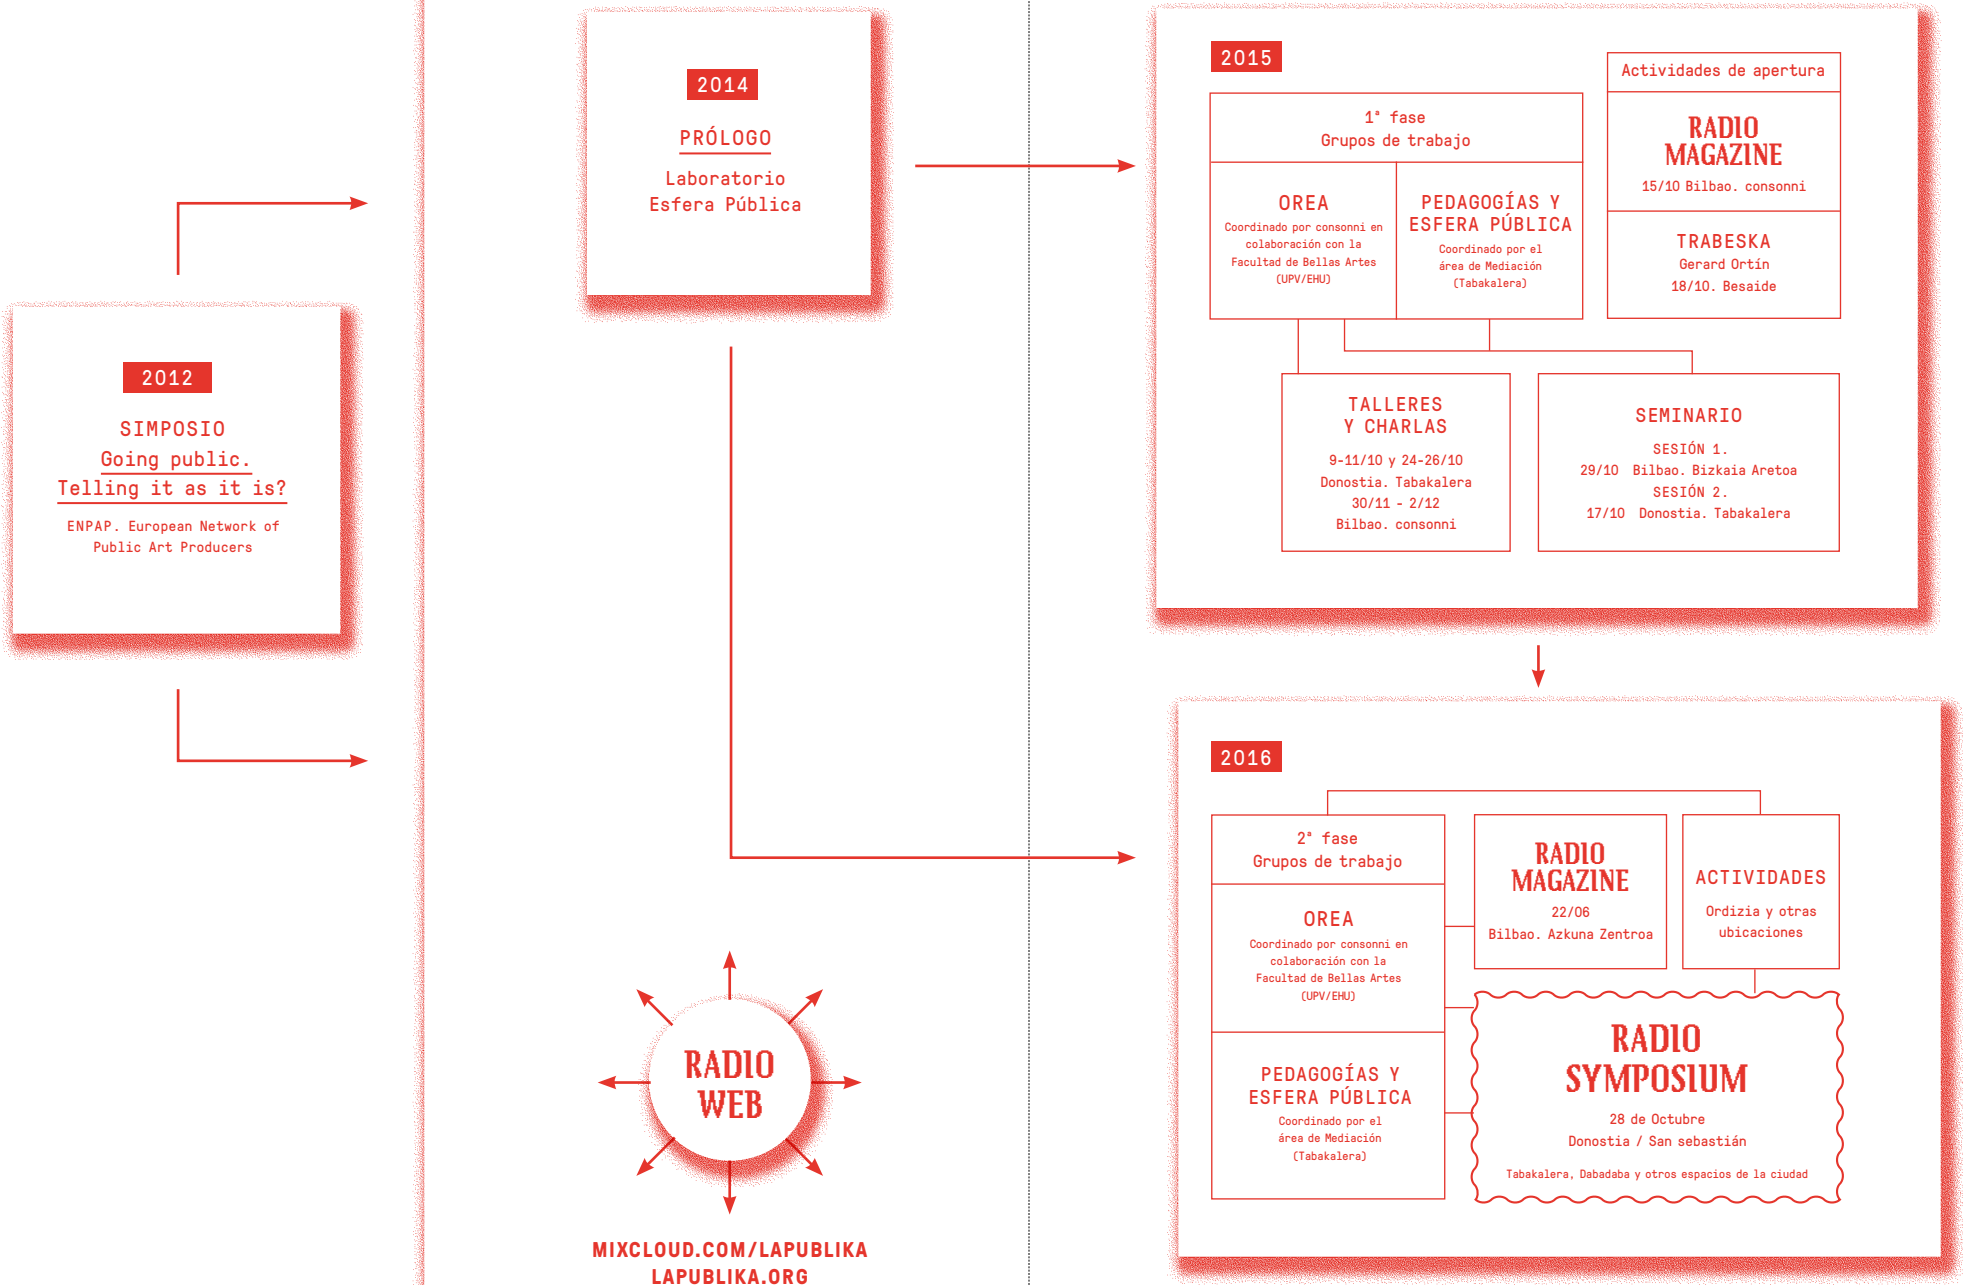 2012
SIMPOSIO
Going public.
Telling it as it is?
ENPAP. European Network of
Public Art Producers
2014
PRÓLOGO
Laboratorio
Esfera Pública
RADIO
WEB
MIXCLOUD.COM/LAPUBLIKA
LAPUBLIKA.ORG
2015
1ª fase
Grupos de trabajo
OREA
Coordinado por consonni en
colaboración con la
Facultad de Bellas Artes
(UPV/EHU)
PEDAGOGÍAS Y
ESFERA PÚBLICA
Coordinado por el
área de Mediación
(Tabakalera)
Actividades de apertura
RADIO
MAGAZINE
15/10 Bilbao. consonni
TRABESKA
Gerard Ortín
18/10. Besaide
TALLERES
Y CHARLAS
9-11/10 y 24-26/10
Donostia. Tabakalera
30/11 - 2/12
Bilbao. consonni
SEMINARIO
SESIÓN 1.
29/10 Bilbao. Bizkaia Aretoa
SESIÓN 2.
17/10 Donostia. Tabakalera
2016
2ª fase
Grupos de trabajo
OREA
Coordinado por consonni en
colaboración con la
Facultad de Bellas Artes
(UPV/EHU)
PEDAGOGÍAS Y
ESFERA PÚBLICA
Coordinado por el
área de Mediación
(Tabakalera)
RADIO
MAGAZINE
22/06
Bilbao. Azkuna Zentroa
ACTIVIDADES
Ordizia y otras
ubicaciones
RADIO
SYMPOSIUM
28 de Octubre
Donostia / San sebastián
Tabakalera, Dabadaba y otros espacios de la ciudad